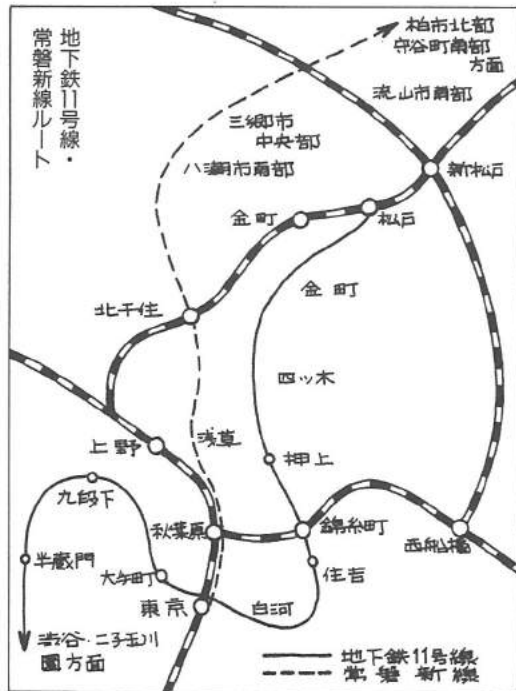 地下鉄11号線・
常磐新線ルート
柏市北部
守谷町南部
方面
流山市南部
三郷市
中央部
八潮市南部
新松戸
金町
松戸
金町
北千住
四ッ木
上野
浅草
押上
九段下
秋葉原
錦糸町
西船橋
半蔵門
大手町
住吉
東京
白河
渋谷・二子玉川
園方面
地下鉄11号線
常磐新線